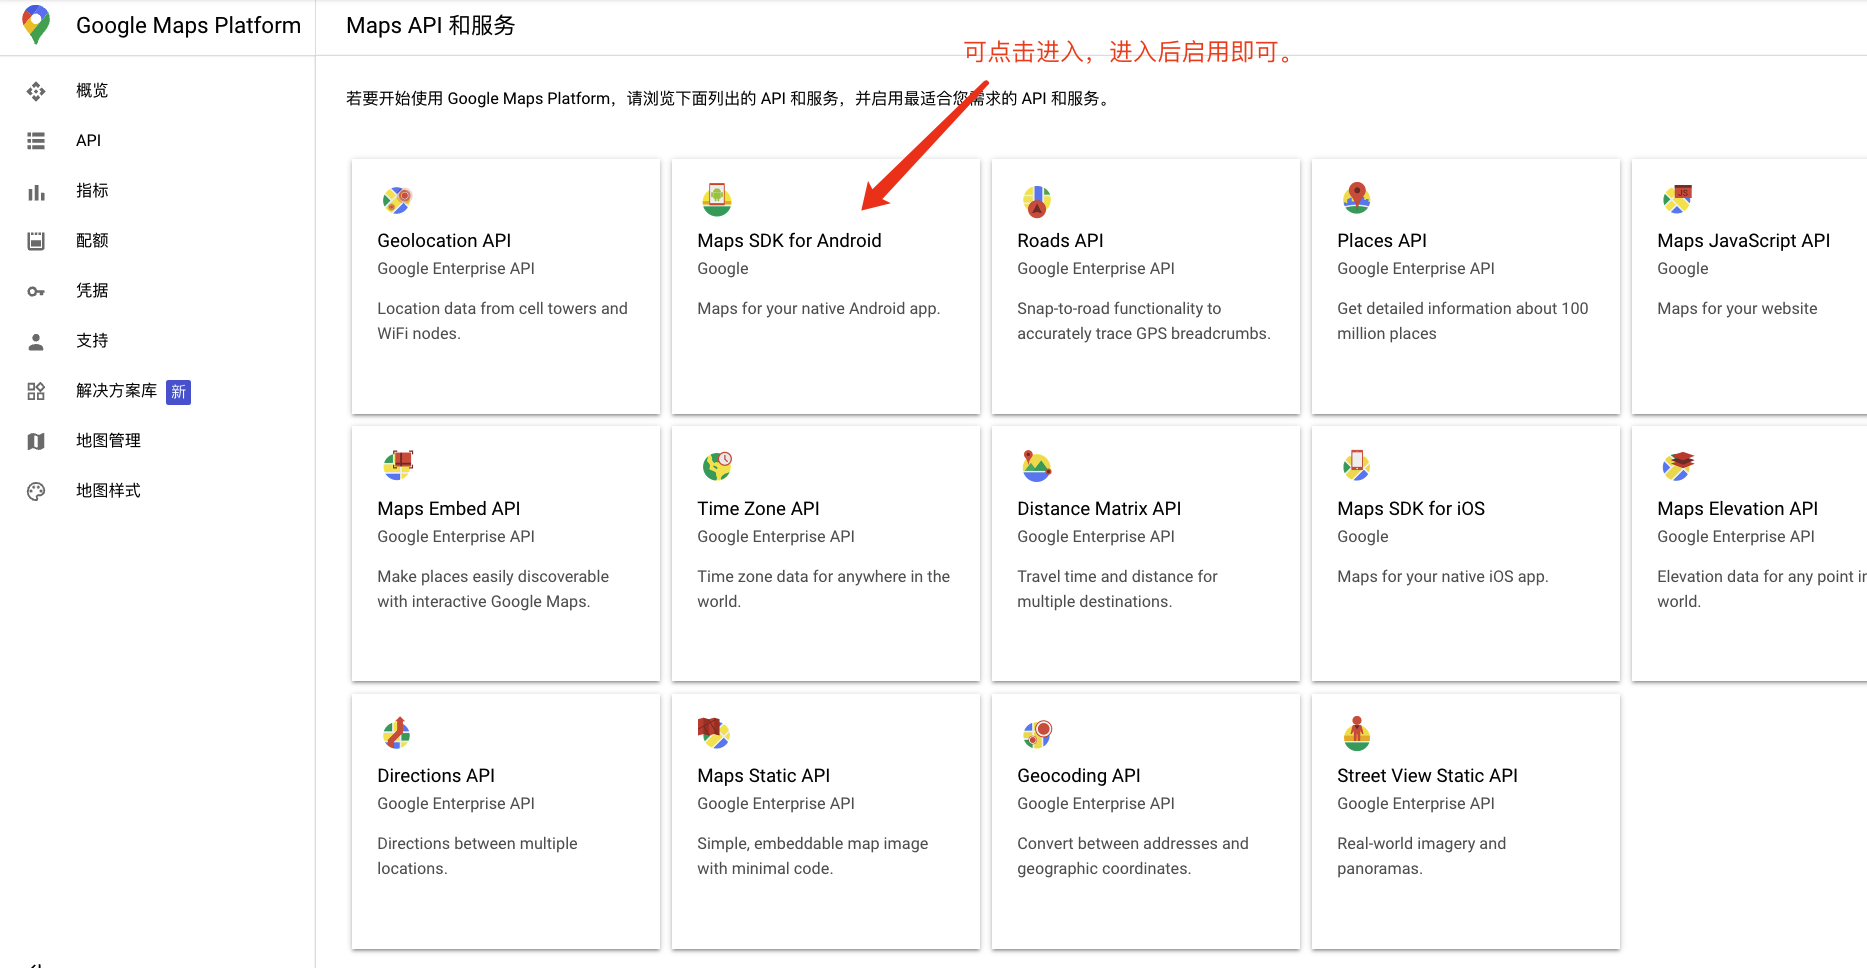 Google Maps Platform
Maps API 和服务
可点击进入，进入后启用即可。
概览
API
指标
配额
凭据
支持
解决方案库 新
地图管理
地图样式
若要开始使用 Google Maps Platform，请浏览下面列出的 API 和服务，并启用最适合您需求的 API 和服务。
Geolocation API
Google Enterprise API
Location data from cell towers and
WiFi nodes.
Maps SDK for Android
Google
Maps for your native Android app.
Roads API
Google Enterprise API
Snap-to-road functionality to
accurately trace GPS breadcrumbs.
Places API
Google Enterprise API
Get detailed information about 100
million places
JS
Maps JavaScript API
Google
Maps for your website
Maps Embed API
Google Enterprise API
Make places easily discoverable
with interactive Google Maps.
Time Zone API
Google Enterprise API
Time zone data for anywhere in the
world.
Distance Matrix API
Google Enterprise API
Travel time and distance for
multiple destinations.
Maps SDK for iOS
Google
Maps for your native iOS app.
Maps Elevation API
Google Enterprise API
Elevation data for any point in
world.
Directions API
Google Enterprise API
Directions between multiple
locations.
Maps Static API
Google Enterprise API
Simple, embeddable map image
with minimal code.
Geocoding API
Google Enterprise API
Convert between addresses and
geographic coordinates.
Street View Static API
Google Enterprise API
Real-world imagery and
panoramas.